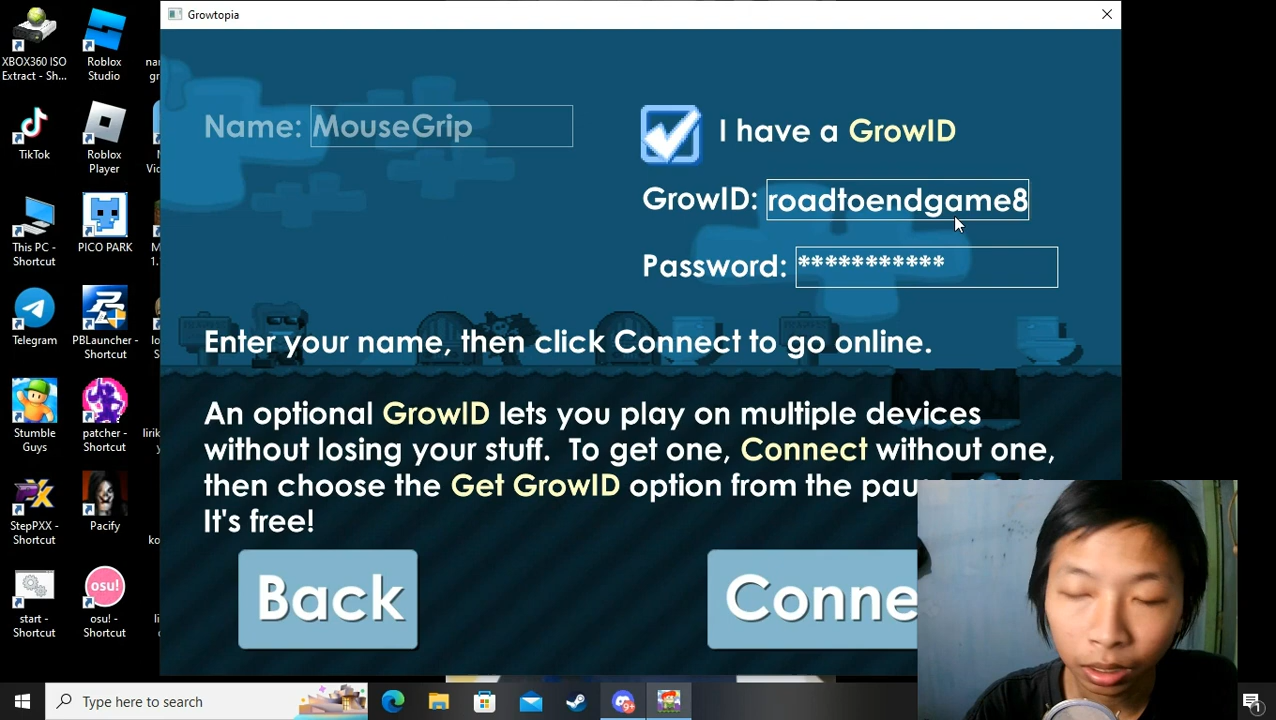 Growtopia
XBOX360 ISO
Extract - Sh...
Roblox
Studio
TikTok
Roblox
Player
This PC -
Shortcut
PICO PARK
Telegram
PBLauncher -
Shortcut
Stumble
Guys
patcher -
Shortcut
StepPXX -
Shortcut
Pacify
start -
Shortcut
osu!
osu! -
Shortcut
Name: MouseGrip
I have a GrowID
GrowID: roadtoendgame8
Password: ***********
Enter your name, then click Connect to go online.
An optional GrowID lets you play on multiple devices
without losing your stuff. To get one, Connect without one,
then choose the Get GrowID option from the
It's free!
Back
Conne
Type here to search
9+
1